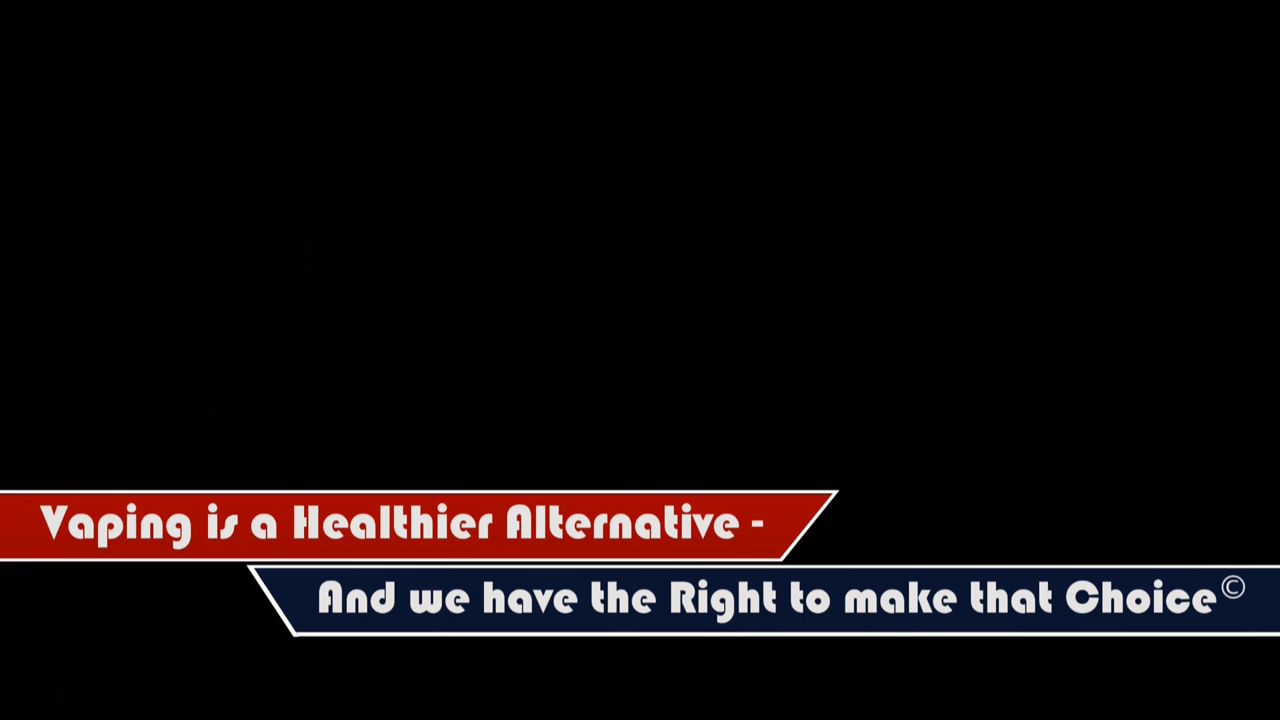 Vaping is a Healthier Alternative -
And we have the Right to make that Choice©